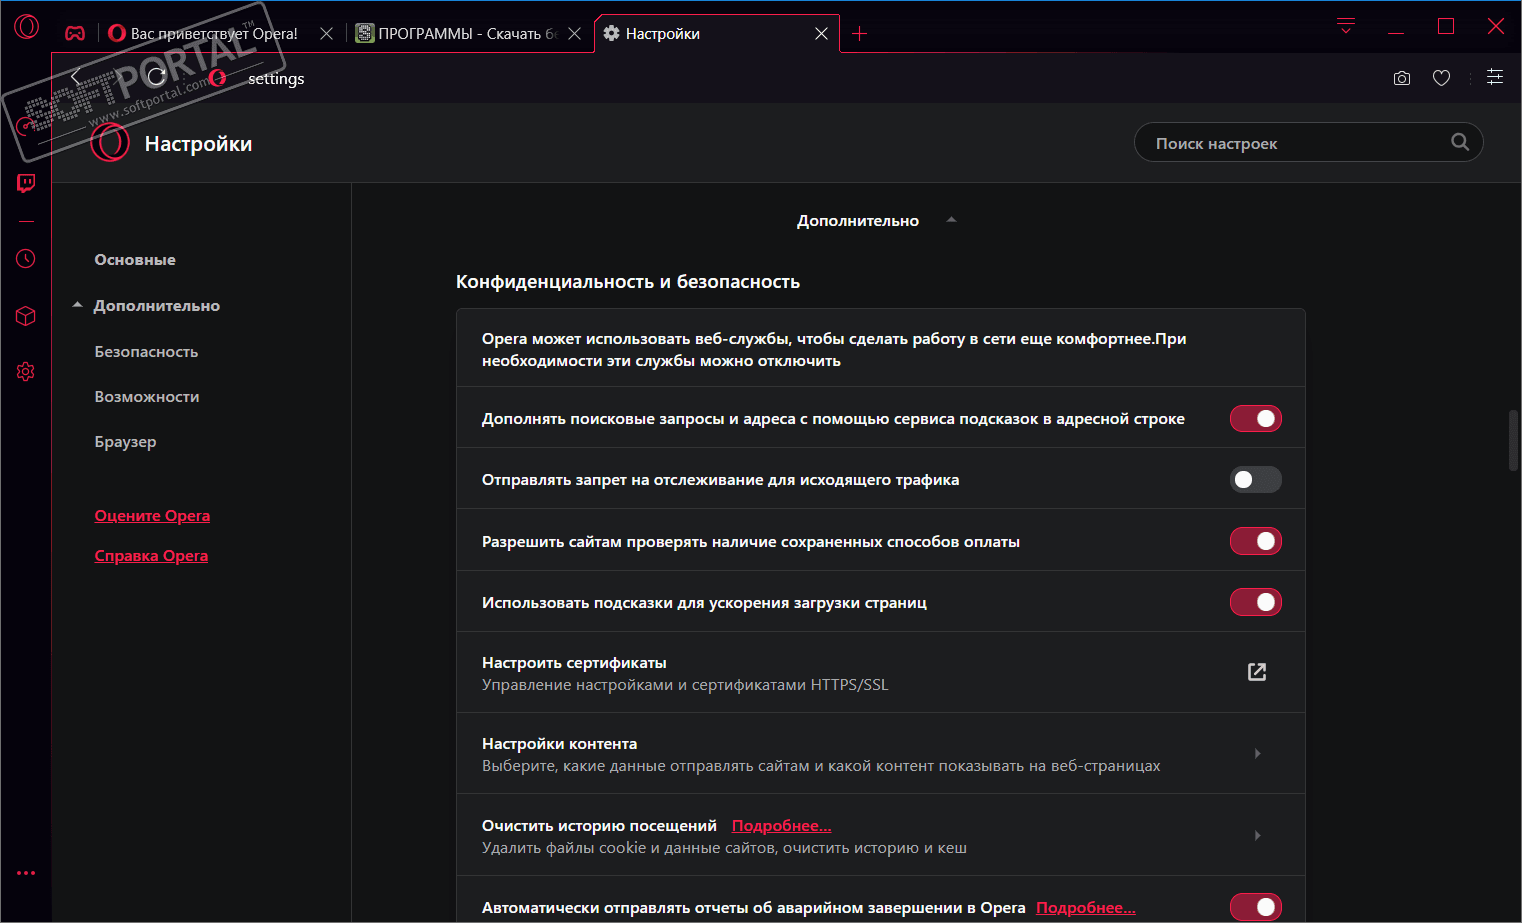 Вас приветствует Opera!
ПРОГРАММЫ - Скачать бе
Настройки
settings
SOFTPORTAL™
www.softportal.com
Настройки
Поиск настроек
Дополнительно
Основные
Дополнительно
Безопасность
Возможности
Браузер
Оцените Opera
Справка Opera
Конфиденциальность и безопасность
Opera может использовать веб-службы, чтобы сделать работу в сети еще комфортнее.При
необходимости эти службы можно отключить
Дополнять поисковые запросы и адреса с помощью сервиса подсказок в адресной строке
Отправлять запрет на отслеживание для исходящего трафика
Разрешить сайтам проверять наличие сохраненных способов оплаты
Использовать подсказки для ускорения загрузки страниц
Настроить сертификаты
Управление настройками и сертификатами HTTPS/SSL
Настройки контента
Выберите, какие данные отправлять сайтам и какой контент показывать на веб-страницах
Очистить историю посещений Подробнее...
Удалить файлы cookie и данные сайтов, очистить историю и кеш
Автоматически отправлять отчеты об аварийном завершении в Opera Подробнее...